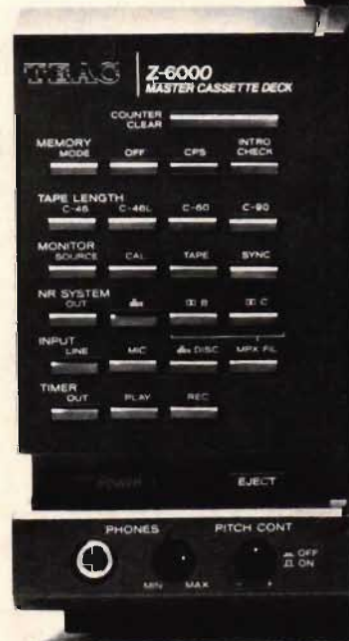 TEAC
Z-6000
MASTER CASSETTE DECK
COUNTER
CLEAR
MEMORY
MODE OFF CPS INTRO CHECK
TAPE LENGTH
C-46 C-46L C-60 C-90
MONITOR
SOURCE CAL TAPE SYNC
NR SYSTEM
OUT dbx B C
INPUT
LINE MIC dbx DISC MPX FIL
TIMER
OUT PLAY REC
POWER EJECT
PHONES PITCH CONT
OFF
ON
MIN MAX - +